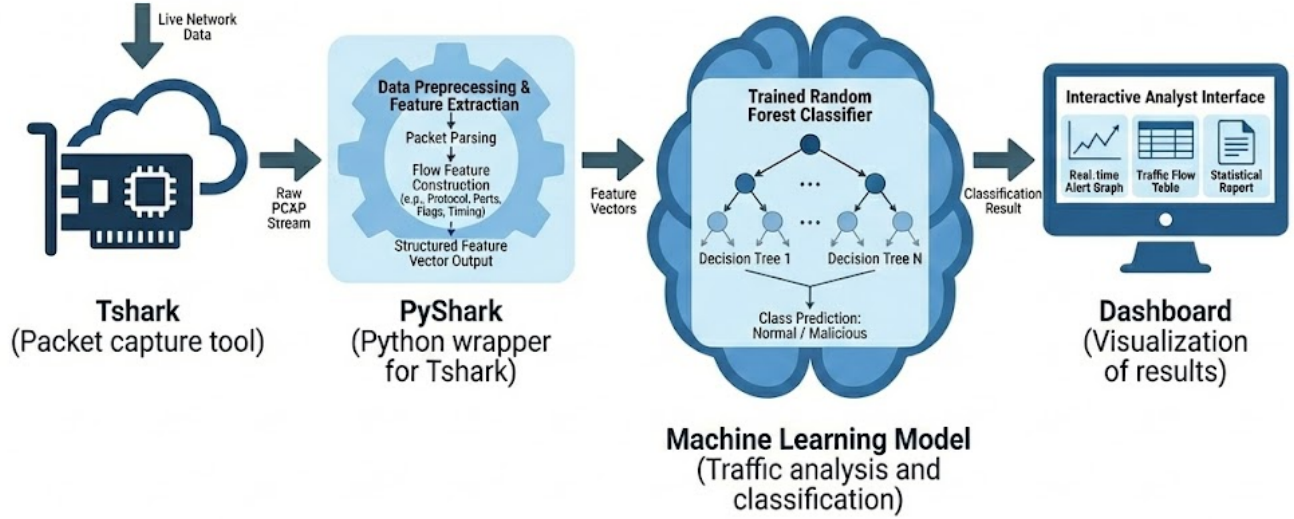 Live Network
Data
Raw
PCAP
Stream
Tshark
(Packet capture tool)
Data Preprecessing &
Feature Extraction
Packet Parsing
Flow Feature
Construction
(e.g., Protocol, Perts,
Flags, Timing)
Structured Feature
Vector Output
PyShark
(Python wrapper
for Tshark)
Feature
Vectors
Trained Random
Forest Classifier
...
...
Decision Tree 1
Decision Tree N
Class Prediction:
Normal / Malicious
Machine Learning Model
(Traffic analysis and
classification)
Classification
Result
Interactive Analyst Interface
Real.time
Alert Graph
Traffic Flow
Teble
Statistical
Report
Dashboard
(Visualization
of results)